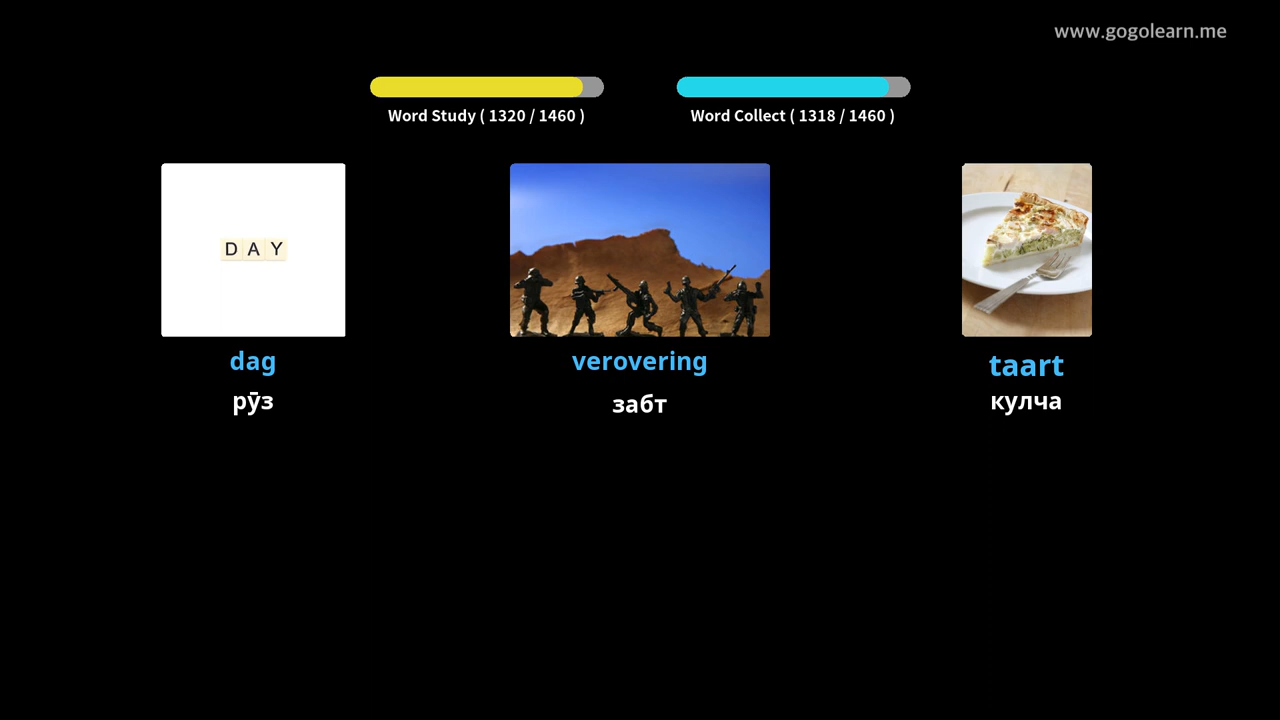 www.gogolearn.me
Word Study ( 1320 / 1460 )
Word Collect ( 1318 / 1460 )
DAY
dag
verovering
taart
рӯз
забт
кулча